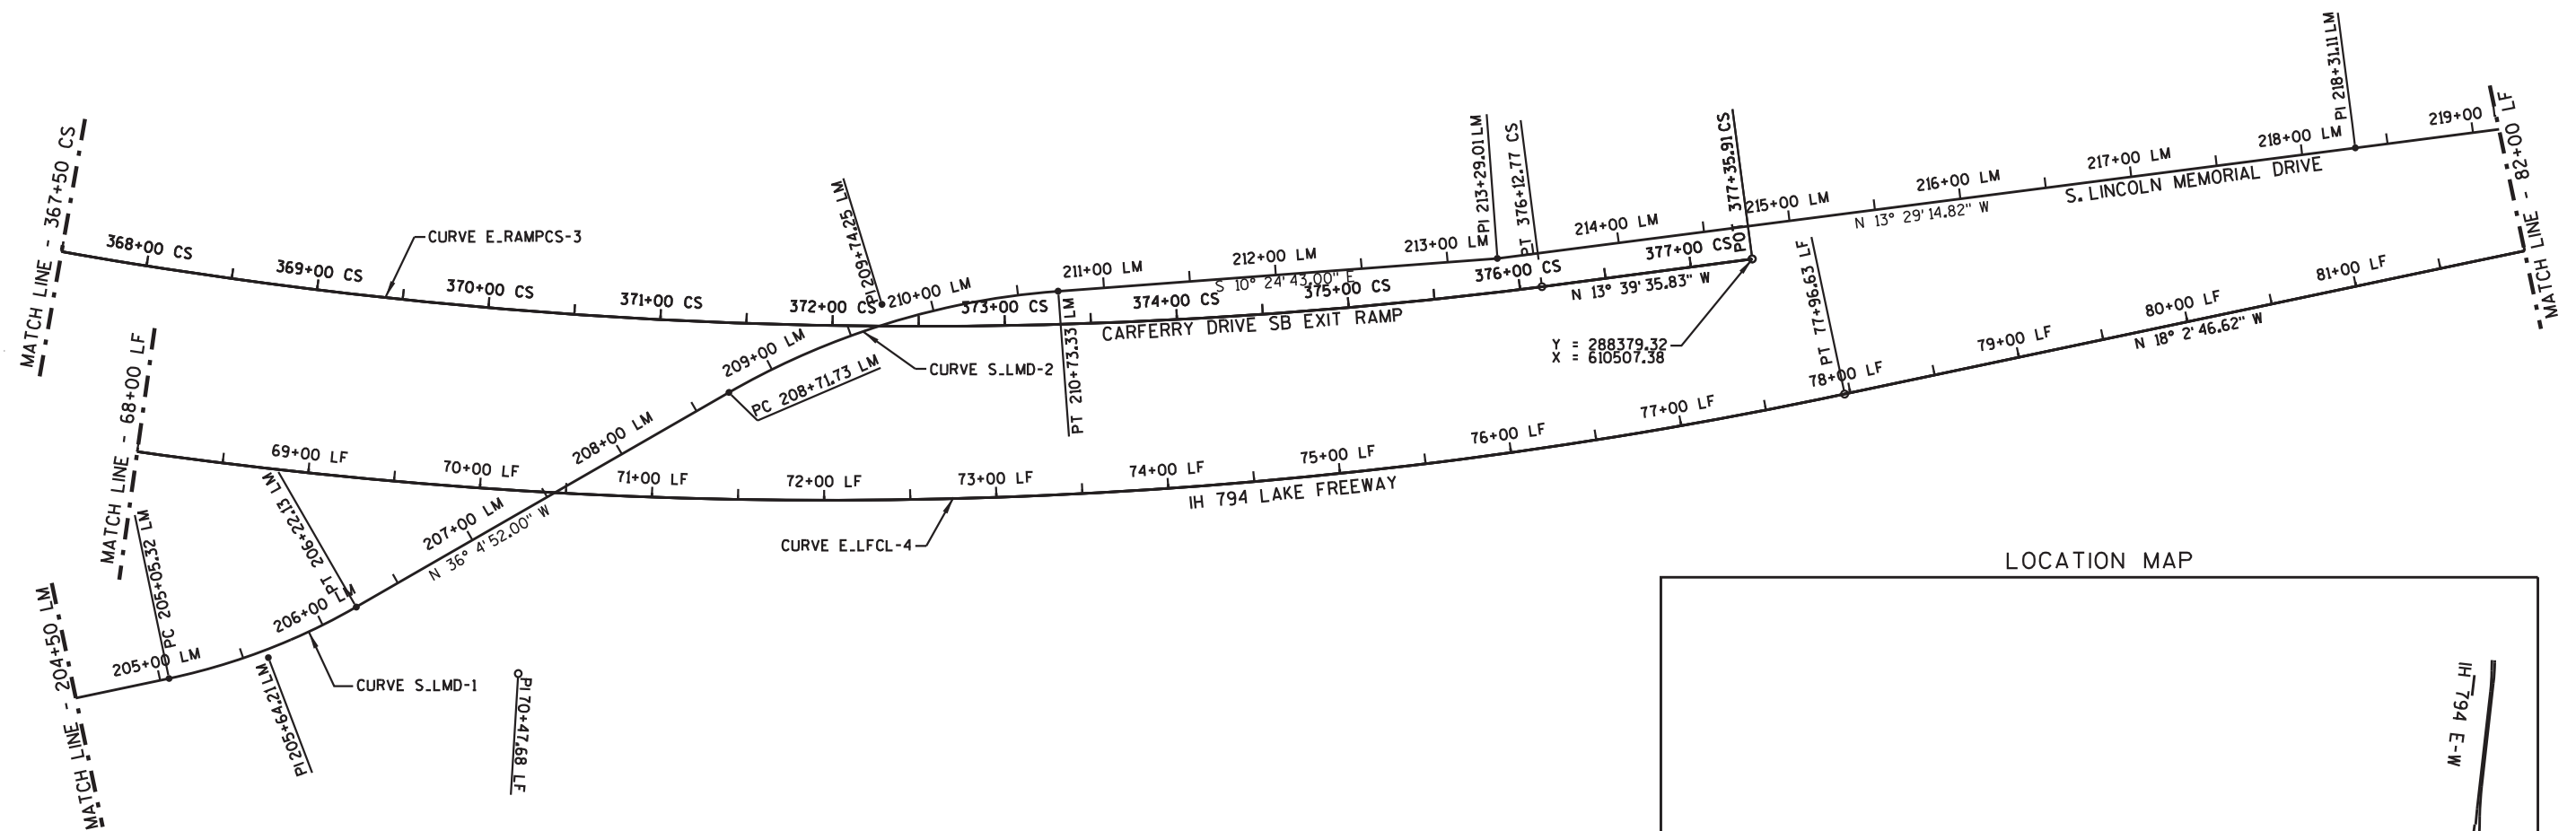 MATCH LINE - 367+50 CS
368+00 CS
369+00 CS
370+00 CS
371+00 CS
372+00 CS
373+00 CS
374+00 CS
375+00 CS
376+00 CS
377+00 CS
CURVE E_RAMPCS-3
CARFERRY DRIVE SB EXIT RAMP
PT 376+12.77 CS
N 13° 39' 35.83" W
POT 377+35.91 CS
Y = 288379.32
X = 610507.38
MATCH LINE - 204+50 LM
205+00 LM
PC 205+05.32 LM
PI 205+64.21 LM
206+00 LM
PT 206+22.13 LM
CURVE S_LMD-1
207+00 LM
N 36° 4' 52.00" W
208+00 LM
PC 208+71.73 LM
209+00 LM
PI 209+74.25 LM
CURVE S_LMD-2
210+00 LM
PT 210+73.33 LM
211+00 LM
212+00 LM
S 10° 24' 43.00" E
213+00 LM
PI 213+29.01 LM
214+00 LM
215+00 LM
N 13° 29' 14.82" W
216+00 LM
217+00 LM
S. LINCOLN MEMORIAL DRIVE
218+00 LM
PI 218+31.11 LM
219+00
MATCH LINE - 68+00 LF
69+00 LF
70+00 LF
PI 70+47.68 LF
71+00 LF
72+00 LF
73+00 LF
CURVE E_LFCL-4
74+00 LF
IH 794 LAKE FREEWAY
75+00 LF
76+00 LF
77+00 LF
PT 77+96.63 LF
78+00 LF
79+00 LF
80+00 LF
N 18° 2' 46.62" W
81+00 LF
MATCH LINE - 82+00 LF
LOCATION MAP
IH 794 E-W